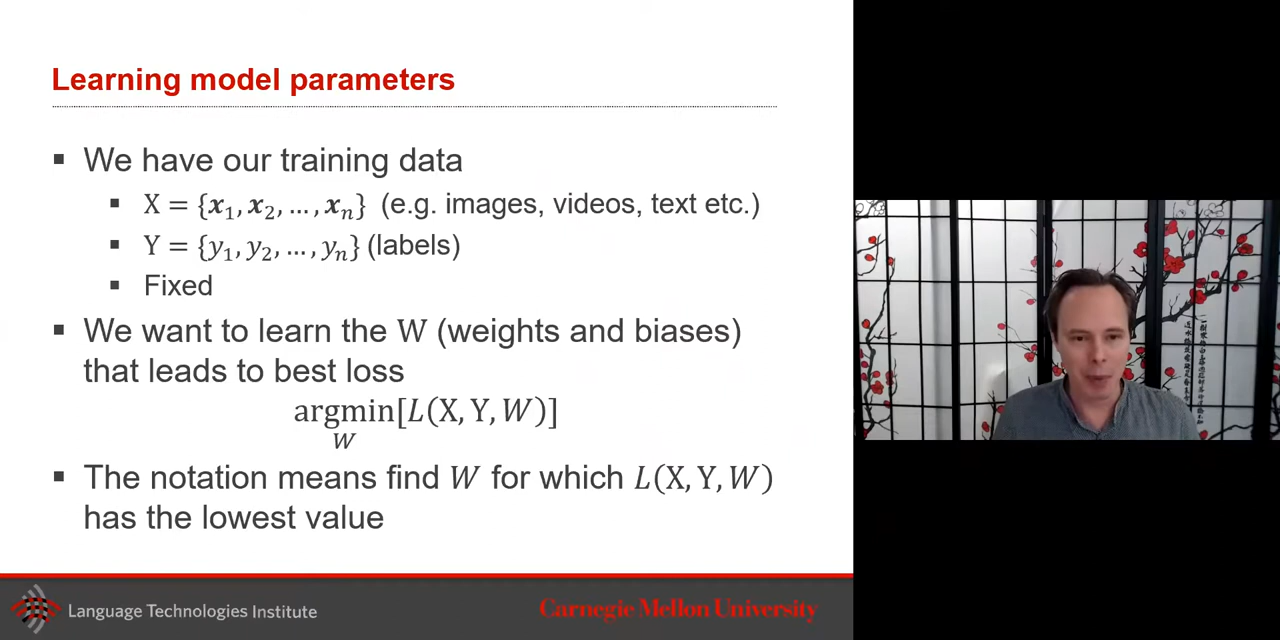 Learning model parameters
▪ We have our training data
▪ X = {𝒙₁, 𝒙₂, …, 𝒙ₙ} (e.g. images, videos, text etc.)
▪ Y = {y₁, y₂, …, yₙ} (labels)
▪ Fixed
▪ We want to learn the W (weights and biases)
that leads to best loss
argmin[L(X, Y, W)]
W
▪ The notation means find W for which L(X, Y, W)
has the lowest value
Language Technologies Institute
Carnegie Mellon University